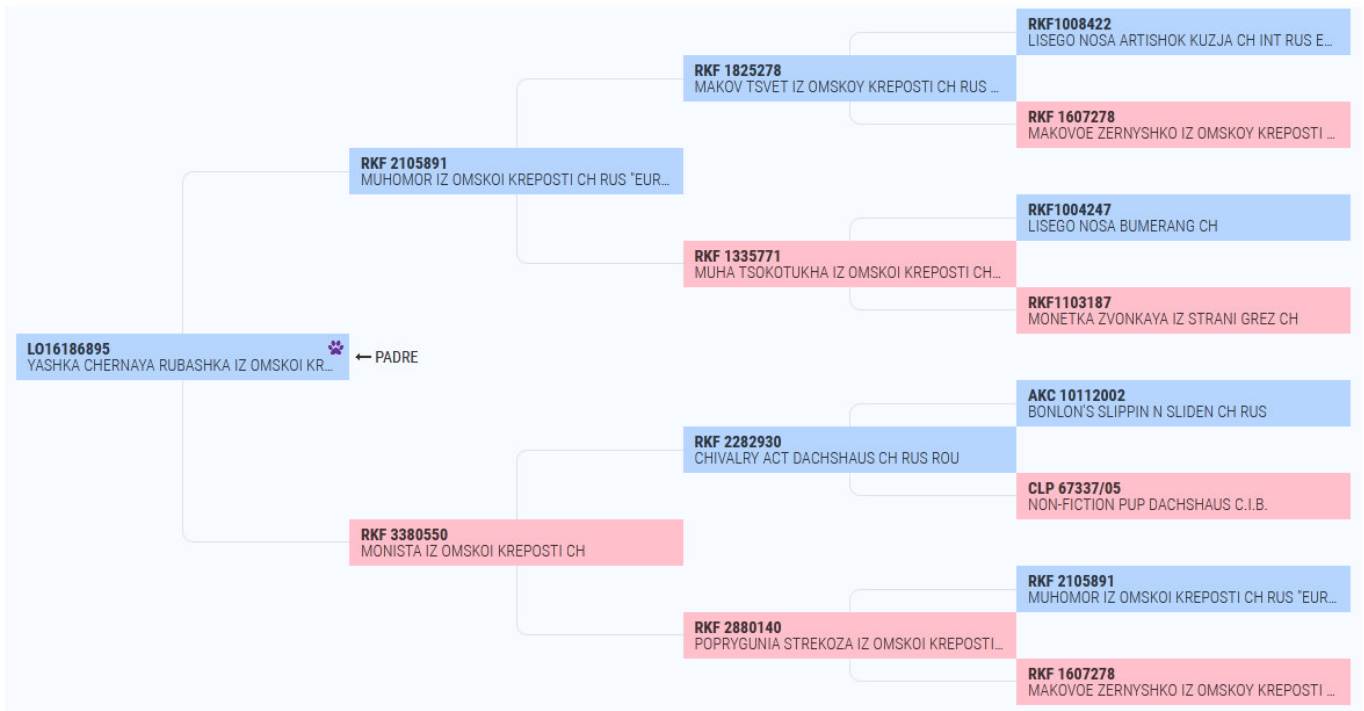 RKF1008422
LISEGO NOSA ARTISHOK KUZJA CH INT RUS E...
RKF 1825278
MAKOV TSVET IZ OMSKOY KREPOSTI CH RUS ...
RKF 1607278
MAKOVOE ZERNYSHKO IZ OMSKOY KREPOSTI ...
RKF 2105891
MUHOMOR IZ OMSKOI KREPOSTI CH RUS "EUR...
RKF1004247
LISEGO NOSA BUMERANG CH
RKF 1335771
MUHA TSOKOTUKHA IZ OMSKOI KREPOSTI CH...
RKF1103187
MONETKA ZVONKAYA IZ STRANI GREZ CH
LO16186895
YASHKA CHERNAYA RUBASHKA IZ OMSKOI KR...
← PADRE
AKC 10112002
BONLON'S SLIPPIN N SLIDEN CH RUS
RKF 2282930
CHIVALRY ACT DACHSHAUS CH RUS ROU
CLP 67337/05
NON-FICTION PUP DACHSHAUS C.I.B.
RKF 3380550
MONISTA IZ OMSKOI KREPOSTI CH
RKF 2105891
MUHOMOR IZ OMSKOI KREPOSTI CH RUS "EUR...
RKF 2880140
POPRYGUNIA STREKOZA IZ OMSKOI KREPOSTI...
RKF 1607278
MAKOVOE ZERNYSHKO IZ OMSKOY KREPOSTI ...